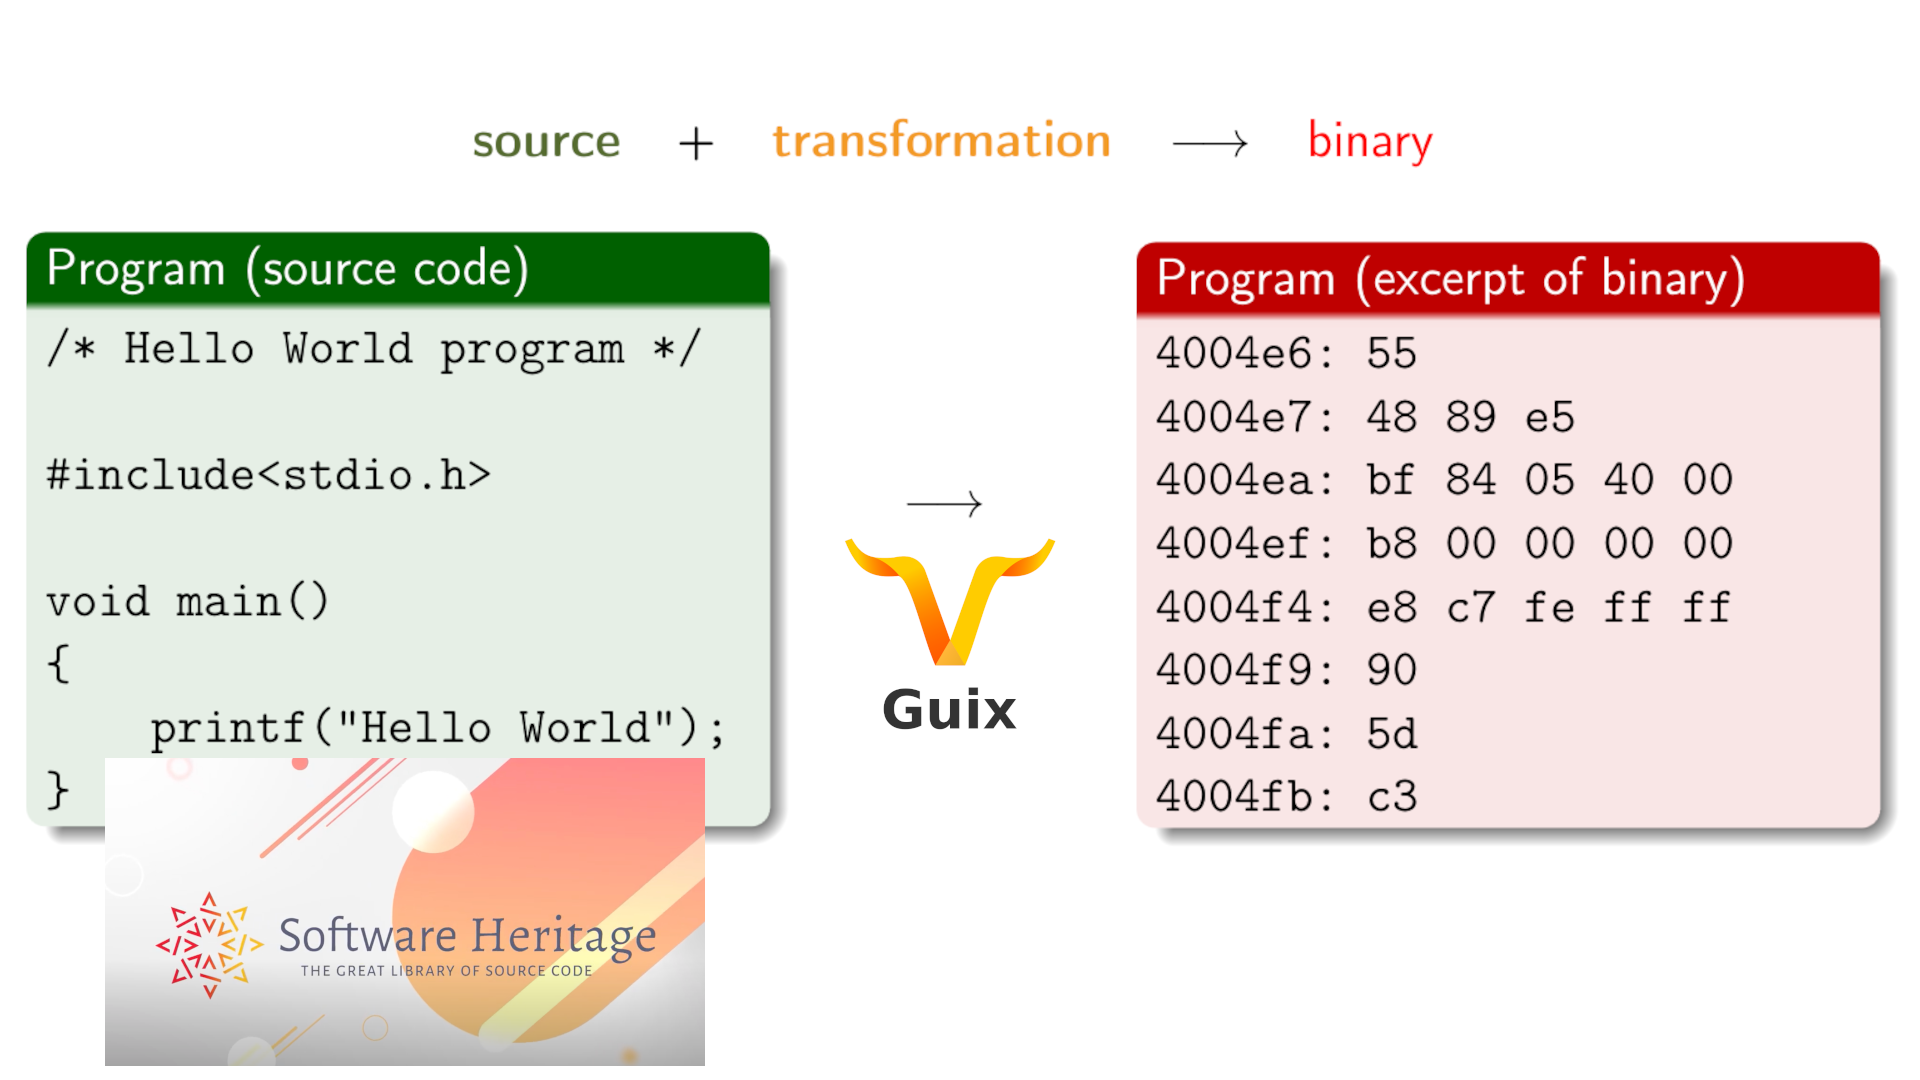 source + transformation ⟶ binary
Program (source code)
/* Hello World program */
#include<stdio.h>
void main()
{
printf("Hello World");
}
Software Heritage
THE GREAT LIBRARY OF SOURCE CODE
⟶
Guix
Program (excerpt of binary)
4004e6: 55
4004e7: 48 89 e5
4004ea: bf 84 05 40 00
4004ef: b8 00 00 00 00
4004f4: e8 c7 fe ff ff
4004f9: 90
4004fa: 5d
4004fb: c3